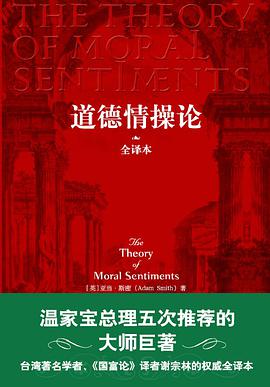 THE THEORY
OF MORAL
SENTIMENTS
道德情操论
全译本
The
Theory
of
Moral Sentiments
[英]亚当·斯密(Adam Smith) 著
温家宝总理五次推荐的
大师巨著
台湾著名学者、《国富论》译者谢宗林的权威全译本